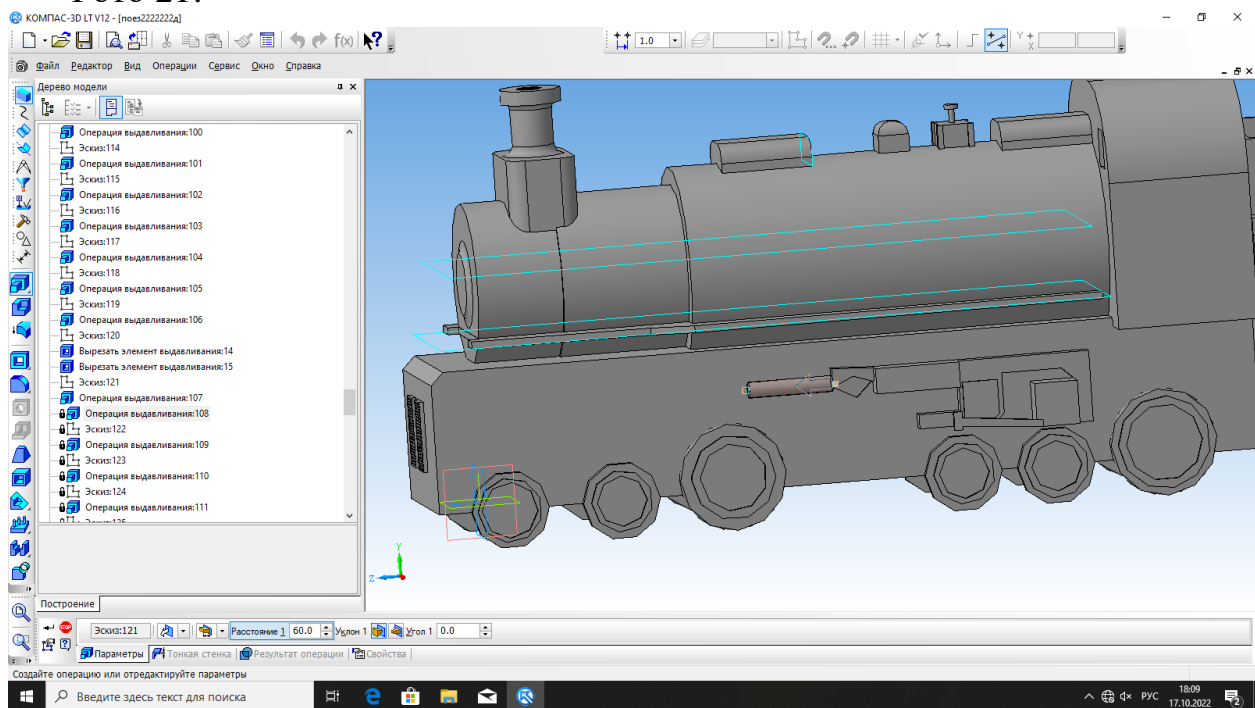 КОМПАС-3D LT V12 - [поез2222222д]
1.0
f(x)
Файл Редактор Вид Операции Сервис Окно Справка
Дерево модели
Операция выдавливания:100
Эскиз:114
Операция выдавливания:101
Эскиз:115
Операция выдавливания:102
Эскиз:116
Операция выдавливания:103
Эскиз:117
Операция выдавливания:104
Эскиз:118
Операция выдавливания:105
Эскиз:119
Операция выдавливания:106
Эскиз:120
Вырезать элемент выдавливания:14
Вырезать элемент выдавливания:15
Эскиз:121
Операция выдавливания:107
Операция выдавливания:108
Эскиз:122
Операция выдавливания:109
Эскиз:123
Операция выдавливания:110
Эскиз:124
Операция выдавливания:111
Y
Z
Построение
STOP Эскиз:121 Расстояние 1 60.0 Уклон 1 Угол 1 0.0
Параметры Тонкая стенка Результат операции Свойства
Создайте операцию или отредактируйте параметры
Введите здесь текст для поиска
РУС
18:09
17.10.2022
2